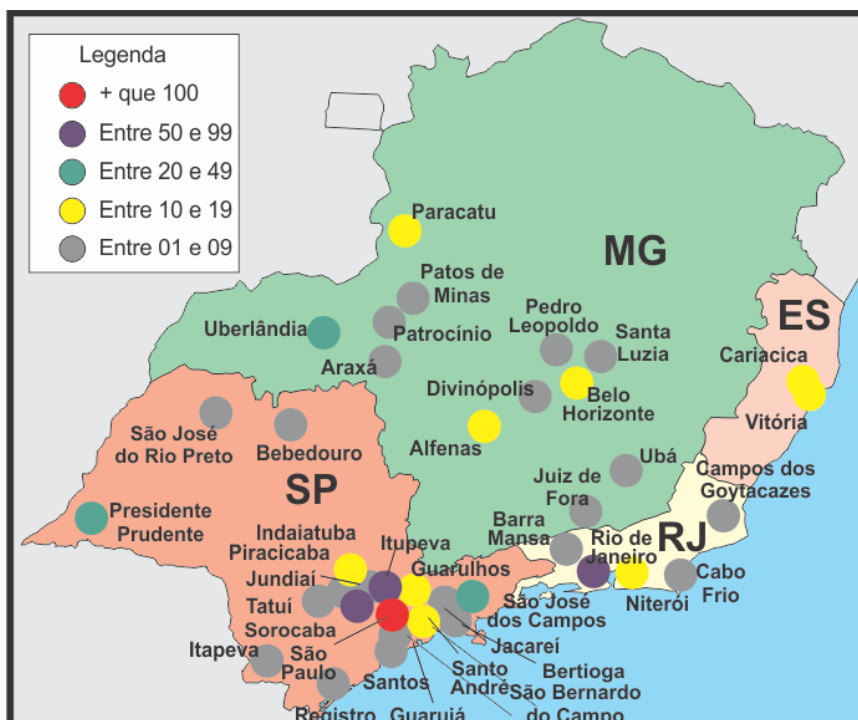 Legenda
+ que 100
Entre 50 e 99
Entre 20 e 49
Entre 10 e 19
Entre 01 e 09
Paracatu
MG
Patos de
Minas
Uberlândia
Patrocínio
Araxá
Pedro
Leopoldo
Santa
Luzia
Divinópolis
Belo
Horizonte
Alfenas
Ubá
Juiz de
Fora
ES
Cariacica
Vitória
São José
do Rio Preto
Bebedouro
SP
Presidente
Prudente
Indaiatuba
Piracicaba
Itupeva
Jundiaí
Guarulhos
Tatuí
Sorocaba
Itapeva
São
Paulo
Santos
Registro
Guarujá
Santo
André
São Bernardo
do Campo
Bertioga
Jacareí
São José
dos Campos
Barra
Mansa
Rio de
Janeiro
RJ
Campos dos
Goytacazes
Niterói
Cabo
Frio